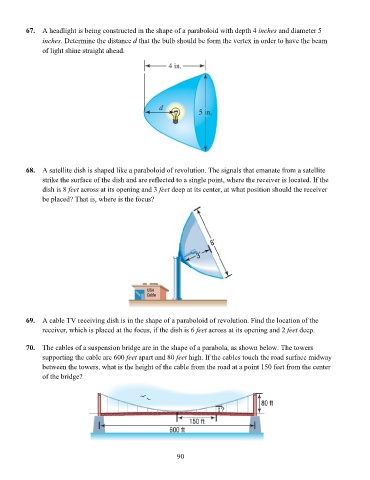 67. A headlight is being constructed in the shape of a paraboloid with depth 4 inches and diameter 5
inches. Determine the distance d that the bulb should be form the vertex in order to have the beam
of light shine straight ahead.
4 in.
d
5 in.
68. A satellite dish is shaped like a paraboloid of revolution. The signals that emanate from a satellite
strike the surface of the dish and are reflected to a single point, where the receiver is located. If the
dish is 8 feet across at its opening and 3 feet deep at its center, at what position should the receiver
be placed? That is, where is the focus?
8
3
69. A cable TV receiving dish is in the shape of a paraboloid of revolution. Find the location of the
receiver, which is placed at the focus, if the dish is 6 feet across at its opening and 2 feet deep.
70. The cables of a suspension bridge are in the shape of a parabola, as shown below. The towers
supporting the cable are 600 feet apart and 80 feet high. If the cables touch the road surface midway
between the towers, what is the height of the cable from the road at a point 150 feet from the center
of the bridge?
80 ft
?
150 ft
600 ft
90